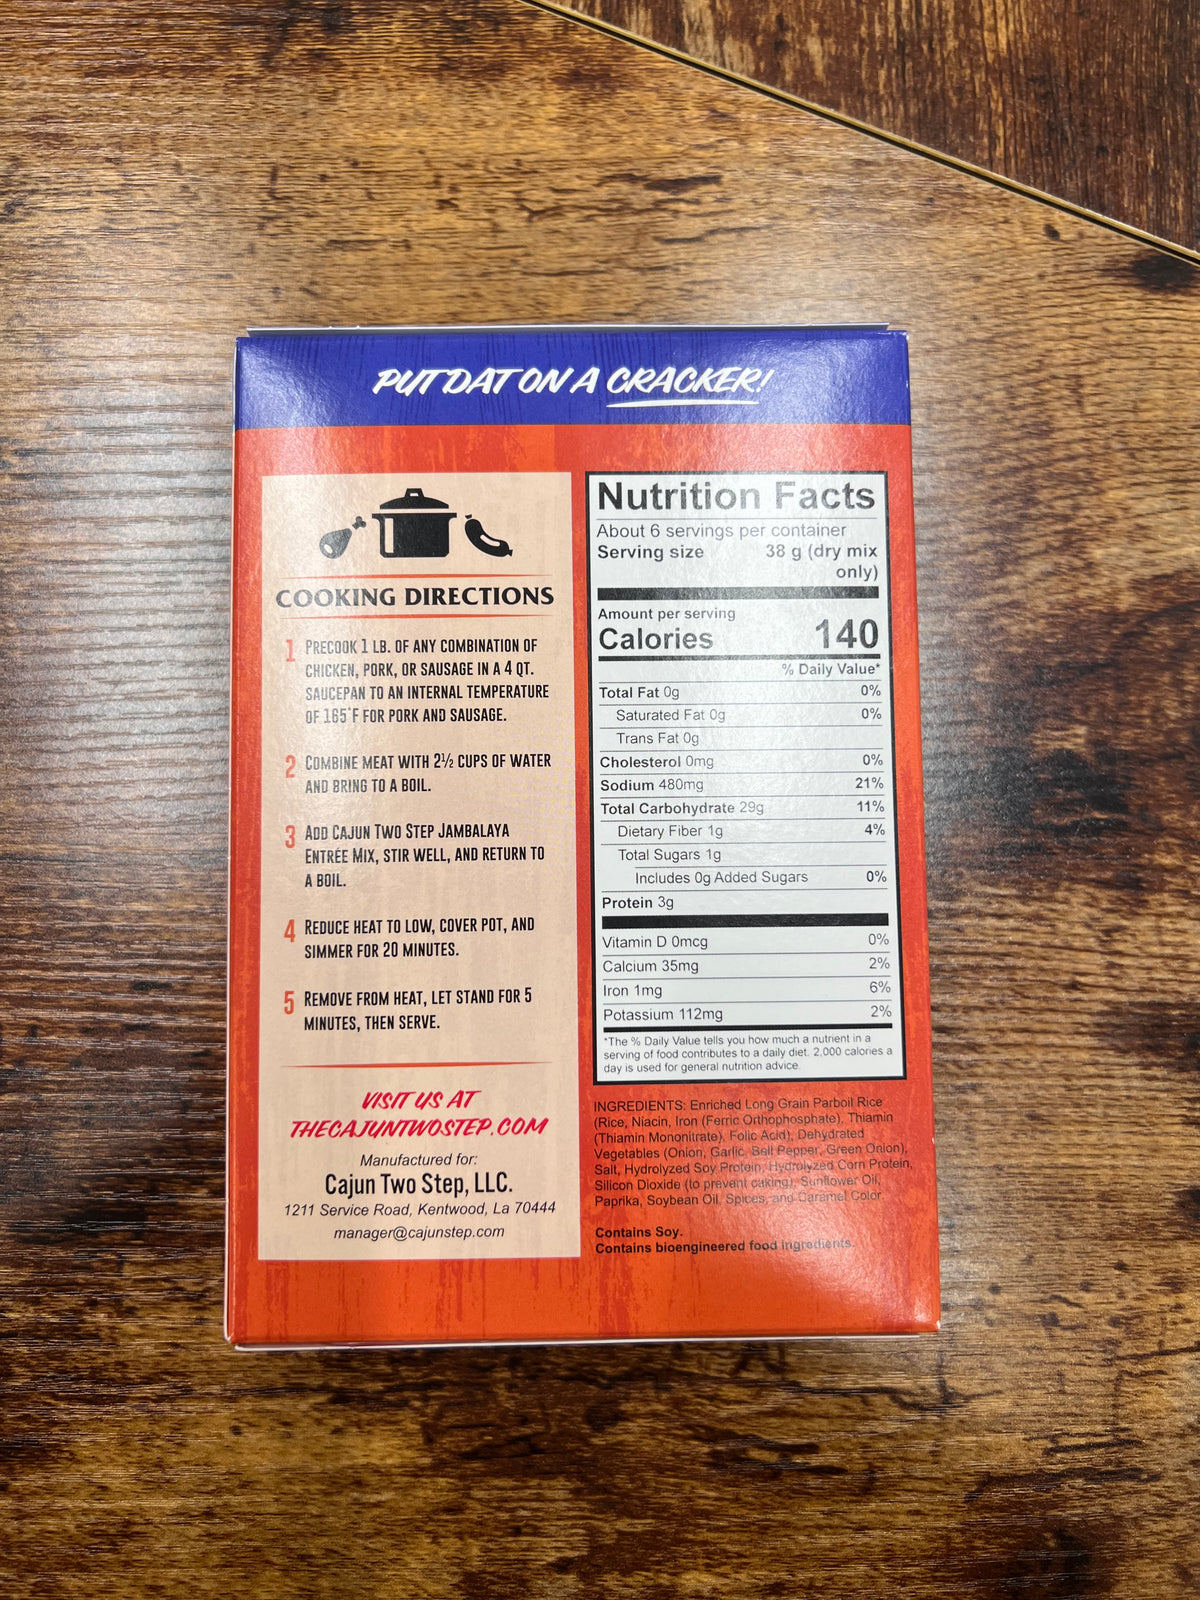 PUT DAT ON A CRACKER!
COOKING DIRECTIONS
1 PRECOOK 1 LB. OF ANY COMBINATION OF
CHICKEN, PORK, OR SAUSAGE IN A 4 QT.
SAUCEPAN TO AN INTERNAL TEMPERATURE
OF 165°F FOR PORK AND SAUSAGE.
2 COMBINE MEAT WITH 2½ CUPS OF WATER
AND BRING TO A BOIL.
3 ADD CAJUN TWO STEP JAMBALAYA
ENTRÉE MIX, STIR WELL, AND RETURN TO
A BOIL.
4 REDUCE HEAT TO LOW, COVER POT, AND
SIMMER FOR 20 MINUTES.
5 REMOVE FROM HEAT, LET STAND FOR 5
MINUTES, THEN SERVE.
VISIT US AT
THECAJUNTWOSTEP.COM
Manufactured for:
Cajun Two Step, LLC.
1211 Service Road, Kentwood, La 70444
manager@cajunstep.com
Nutrition Facts
About 6 servings per container
Serving size 38 g (dry mix
only)
Amount per serving
Calories 140
% Daily Value*
Total Fat 0g 0%
Saturated Fat 0g 0%
Trans Fat 0g
Cholesterol 0mg 0%
Sodium 480mg 21%
Total Carbohydrate 29g 11%
Dietary Fiber 1g 4%
Total Sugars 1g
Includes 0g Added Sugars 0%
Protein 3g
Vitamin D 0mcg 0%
Calcium 35mg 2%
Iron 1mg 6%
Potassium 112mg 2%
*The % Daily Value tells you how much a nutrient in a
serving of food contributes to a daily diet. 2,000 calories a
day is used for general nutrition advice.
INGREDIENTS: Enriched Long Grain Parboil Rice
(Rice, Niacin, Iron (Ferric Orthophosphate), Thiamin
(Thiamin Mononitrate), Folic Acid), Dehydrated
Vegetables (Onion, Garlic, Bell Pepper, Green Onion),
Salt, Hydrolyzed Soy Protein, Hydrolyzed Corn Protein,
Silicon Dioxide (to prevent caking), Sunflower Oil,
Paprika, Soybean Oil, Spices, and Caramel Color.
Contains Soy.
Contains bioengineered food ingredients.